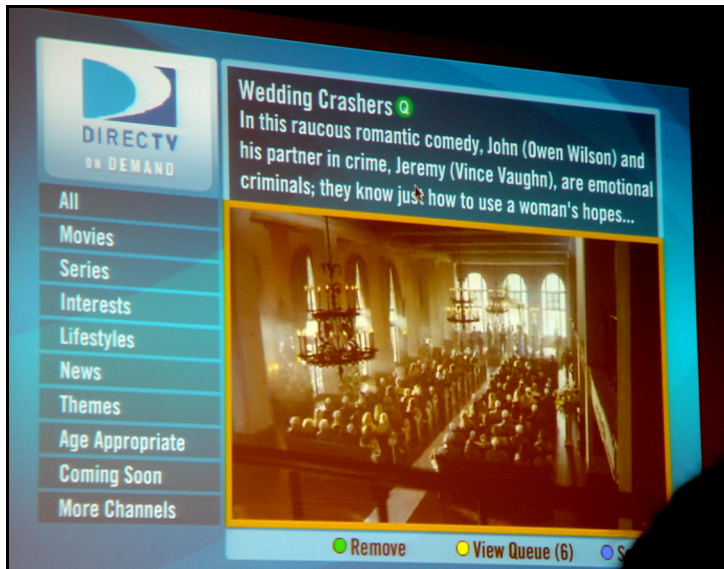 DIRECTV
ON DEMAND
All
Movies
Series
Interests
Lifestyles
News
Themes
Age Appropriate
Coming Soon
More Channels
Wedding Crashers Q
In this raucous romantic comedy, John (Owen Wilson) and
his partner in crime, Jeremy (Vince Vaughn), are emotional
criminals; they know just how to use a woman's hopes...
Remove
View Queue (6)